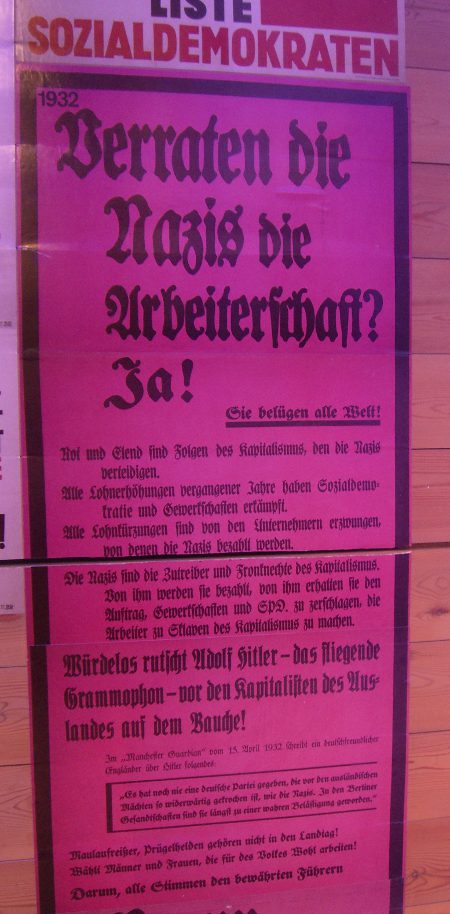 LISTE
SOZIALDEMOKRATEN
1932
Verraten die
Nazis die
Arbeiterschaft?
Ja!
Sie belügen alle Welt!
Not und Elend sind Folgen des Kapitalismus, den die Nazis
verteidigen.
Alle Lohnerhöhungen vergangener Jahre haben Sozialdemo-
kratie und Gewerkschaften erkämpft.
Alle Lohnkürzungen sind von den Unternehmern erzwungen,
von denen die Nazis bezahlt werden.
Die Nazis sind die Zutreiber und Fronknechte des Kapitalismus.
Von ihm werden sie bezahlt, von ihm erhalten sie den
Auftrag, Gewerkschaften und SPD. zu zerschlagen, die
Arbeiter zu Sklaven des Kapitalismus zu machen.
Würdelos rutscht Adolf Hitler – das fliegende
Grammophon – vor den Kapitalisten des Aus-
landes auf dem Bauche!
Im „Manchester Guardian" vom 15. April 1932 schreibt ein deutschfreundlicher
Engländer über Hitler folgendes:
„Es hat noch nie eine deutsche Partei gegeben, die vor den ausländischen
Mächten so widerwärtig gekrochen ist, wie die Nazis. In den Berliner
Gesandtschaften sind sie längst zu einer wahren Belästigung geworden."
Maulaufreißer, Prügelhelden gehören nicht in den Landtag!
Wählt Männer und Frauen, die für des Volkes Wohl arbeiten!
Darum, alle Stimmen den bewährten Führern